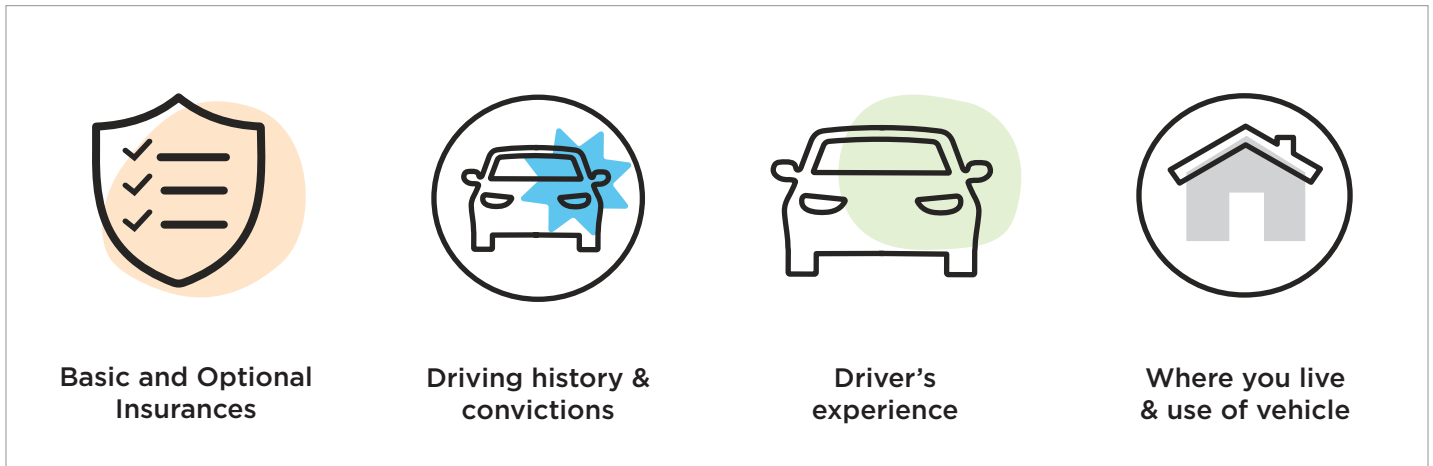 Basic and Optional
Insurances
Driving history &
convictions
Driver’s
experience
Where you live
& use of vehicle